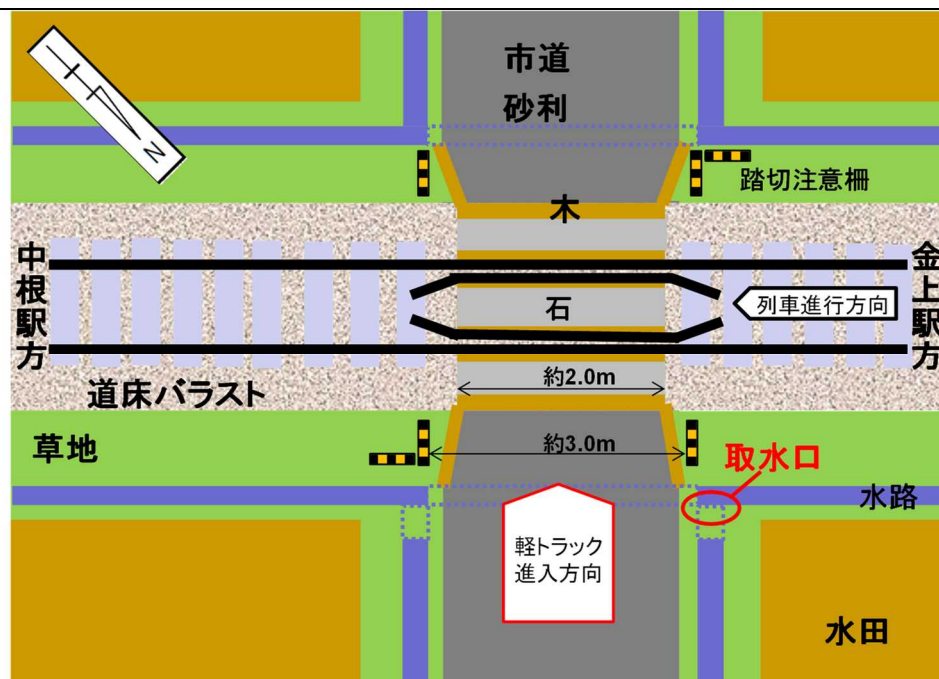 市道
砂利
N
踏切注意柵
木
中根駅方
金上駅方
列車進行方向
石
約2.0m
道床バラスト
草地
約3.0m
取水口
水路
軽トラック
進入方向
水田